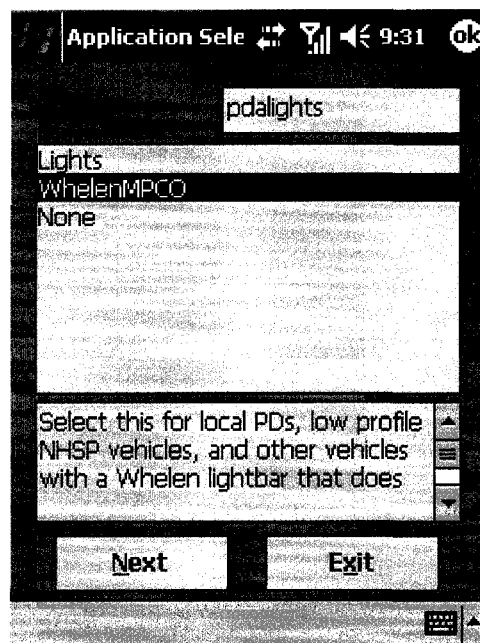 Application Sele 9:31 ok
pdalights
Lights
WhelenMPCO
None
Select this for local PDs, low profile
NHSP vehicles, and other vehicles
with a Whelen lightbar that does
Next Exit